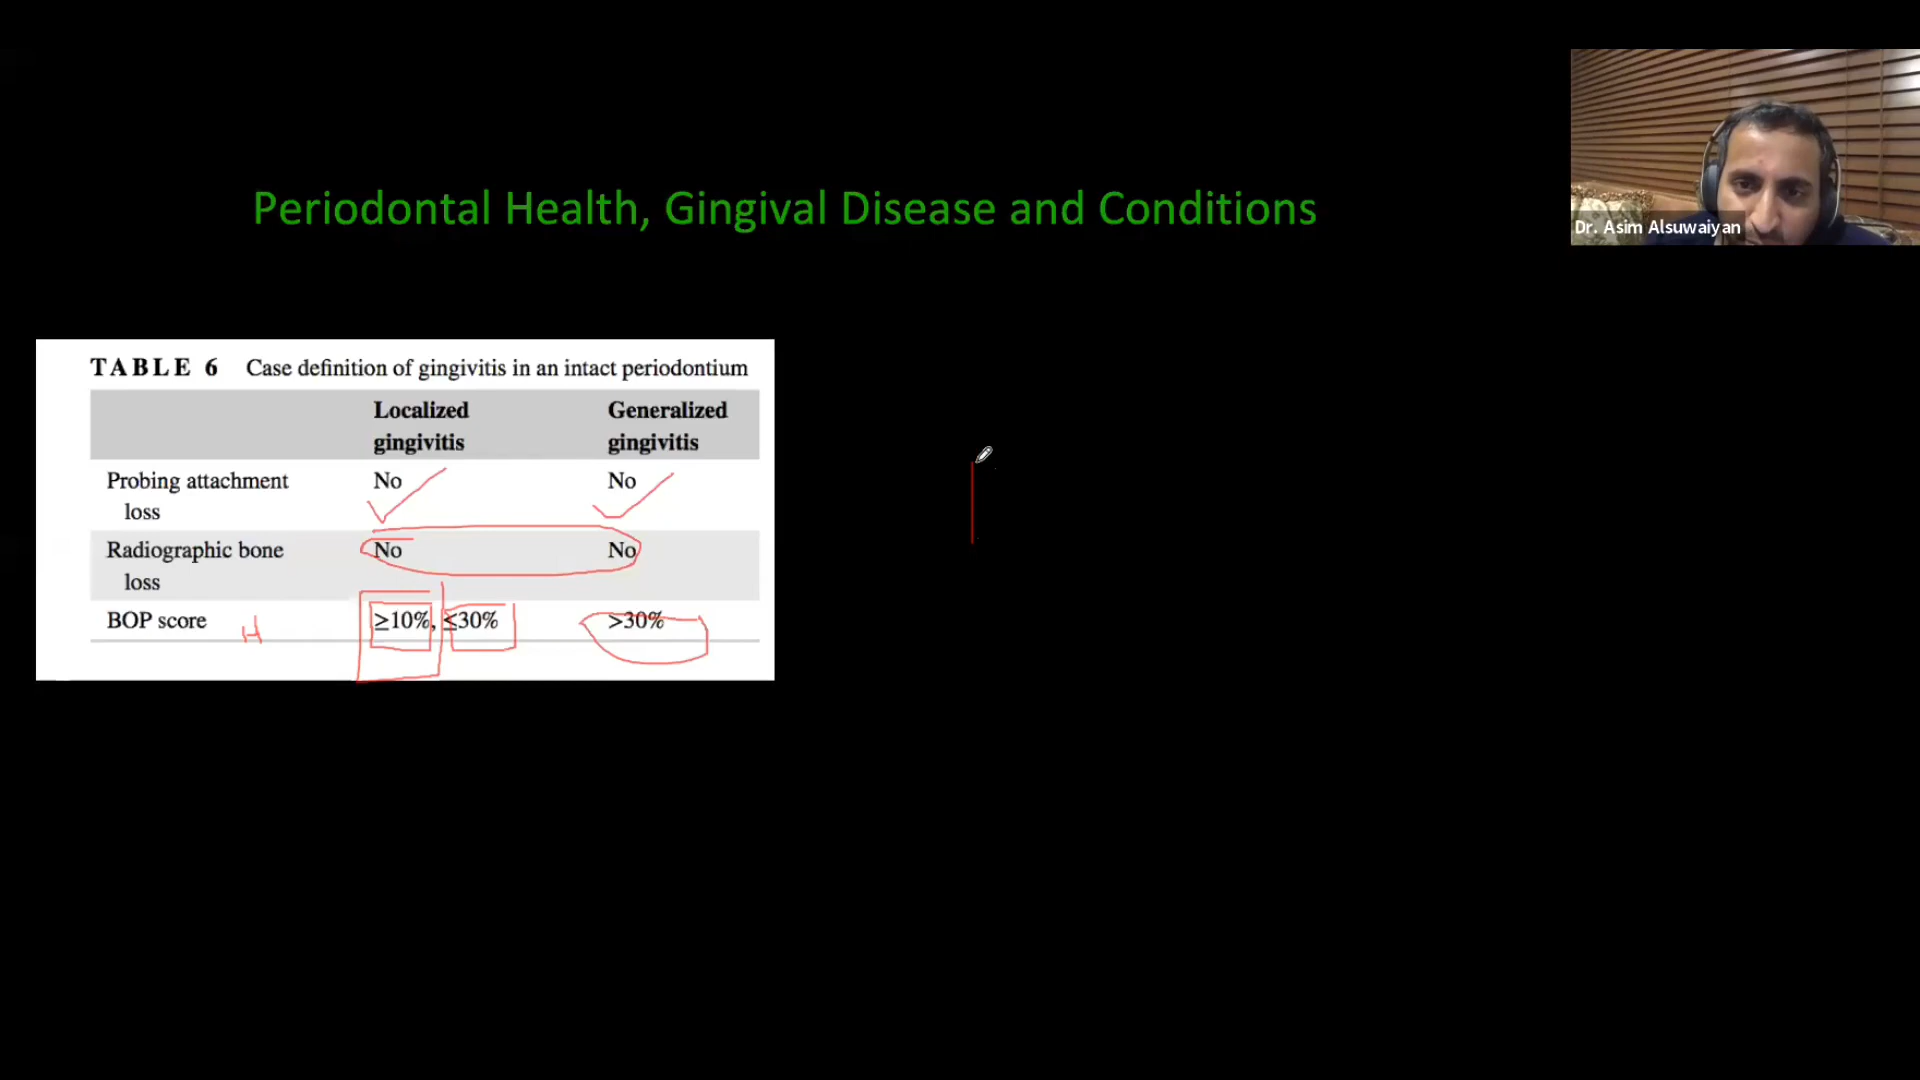 Periodontal Health, Gingival Disease and Conditions
Dr. Asim Alsuwaiyan
TABLE 6 Case definition of gingivitis in an intact periodontium
Localized gingivitis
Generalized gingivitis
Probing attachment loss
No
No
Radiographic bone loss
No
No
BOP score
H
≥10%, ≤30%
>30%